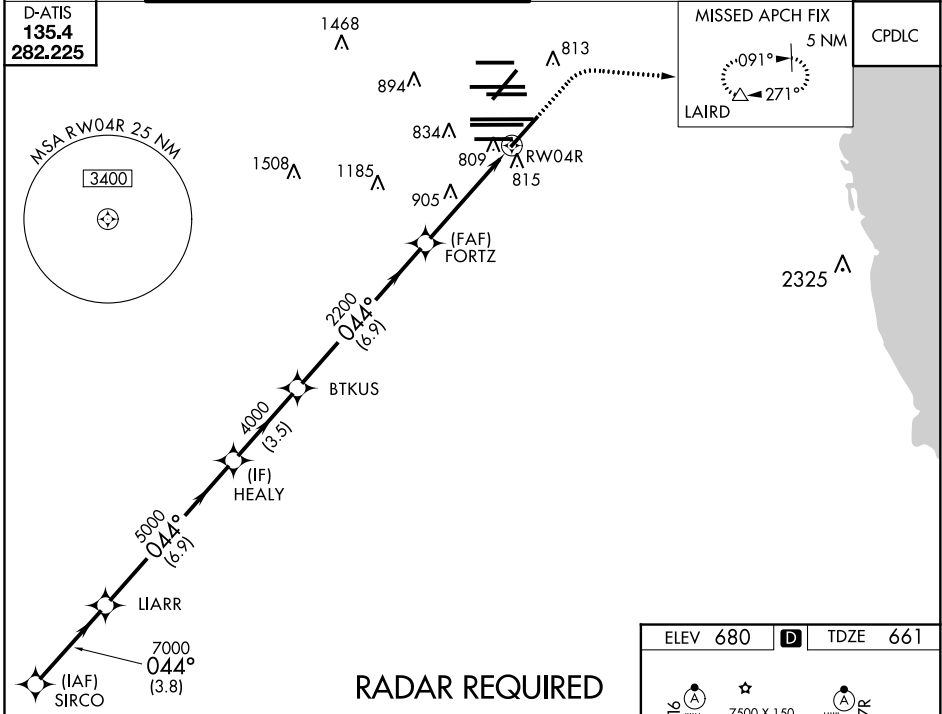 D-ATIS
135.4
282.225
1468
813
894
834
809
RW04R
815
1508
1185
905
MISSED APCH FIX
5 NM
091°
271°
LAIRD
CPDLC
MSA RW04R 25 NM
3400
(FAF)
FORTZ
2325
2200
044°
(6.9)
BTKUS
4000
(3.5)
(IF)
HEALY
5000
044°
(6.9)
LIARR
7000
044°
(3.8)
(IAF)
SIRCO
RADAR REQUIRED
ELEV 680 D TDZE 661
A
A
16
7500 X 150